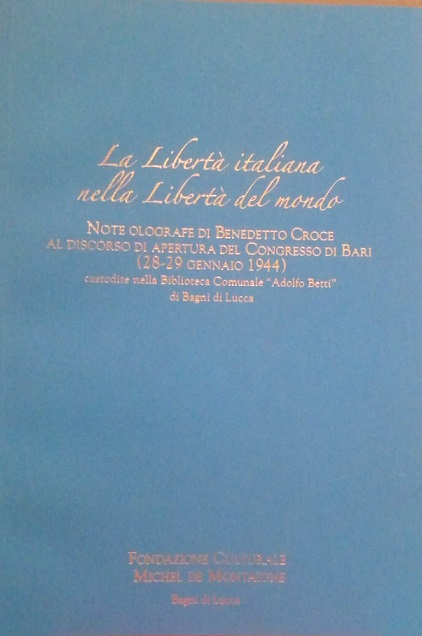 La Libertà italiana
nella Libertà del mondo
Note olografe di Benedetto Croce
al discorso di apertura del Congresso di Bari
(28-29 gennaio 1944)
custodite nella Biblioteca Comunale "Adolfo Betti"
di Bagni di Lucca
Fondazione Culturale
Michel de Montaigne
Bagni di Lucca